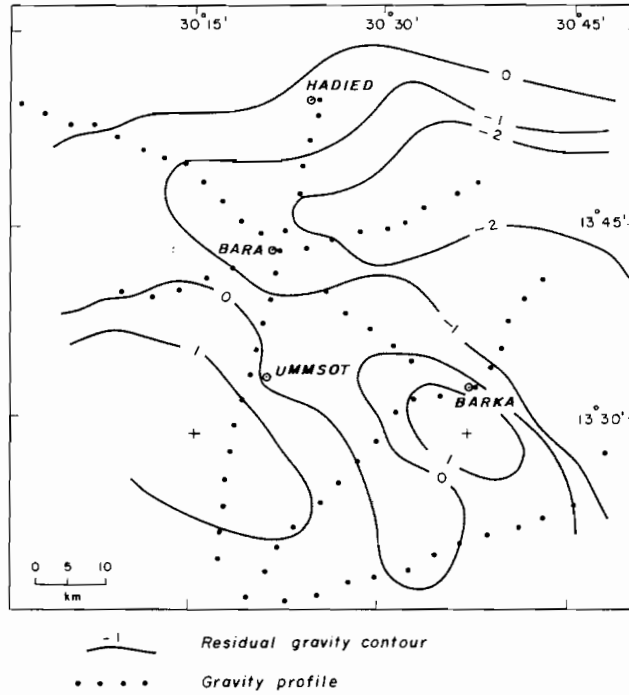 30°15' 30°30' 30°45'
0
HADIED
-1
-2
13°45'
-2
BARA
0
-1
1
UMMSOT
BARKA
13°30'
1
0
0 5 10
km
-1 Residual gravity contour
Gravity profile